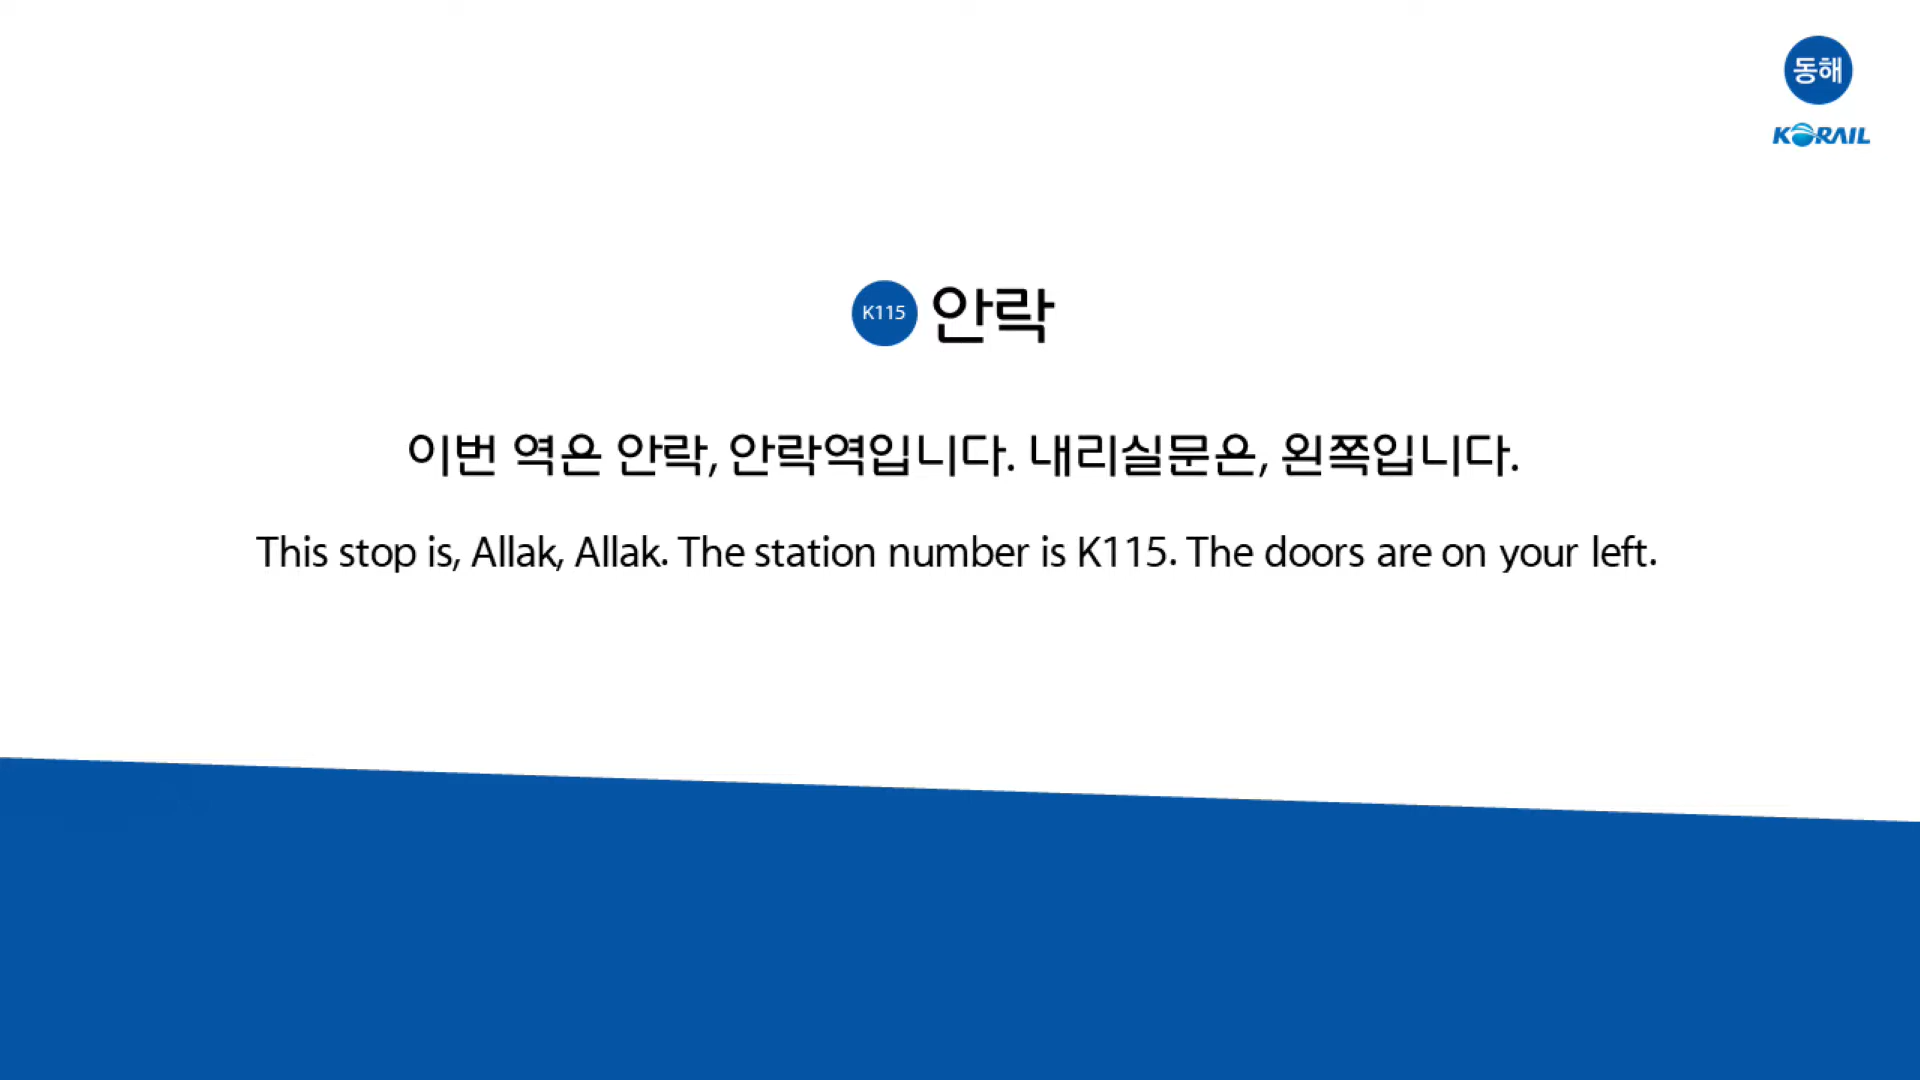 동해
KORAIL
K115 안락
이번 역은 안락, 안락역입니다. 내리실문은, 왼쪽입니다.
This stop is, Allak, Allak. The station number is K115. The doors are on your left.